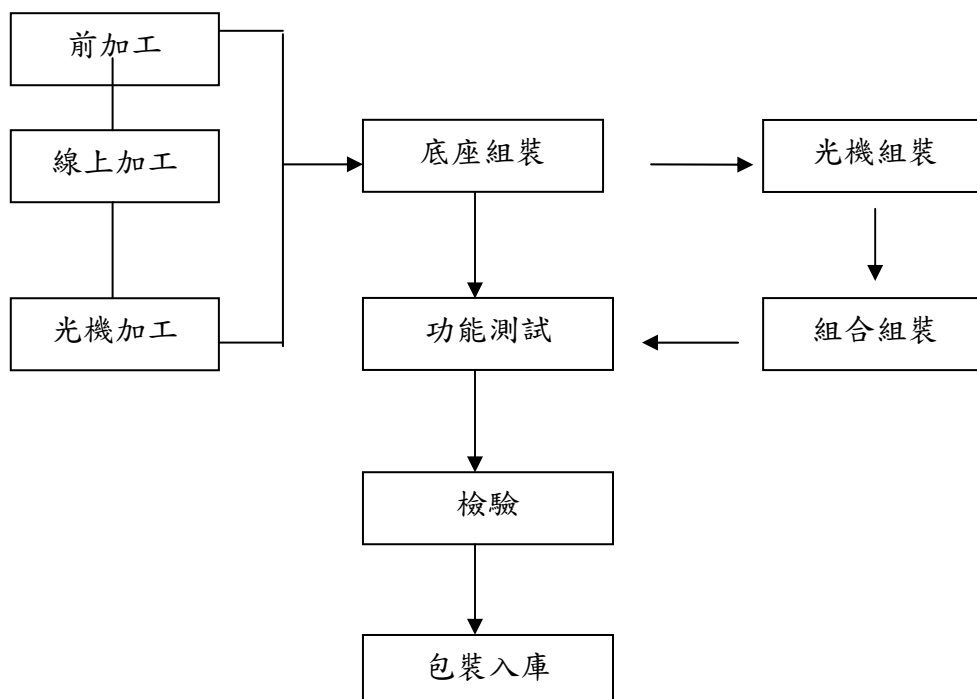 前加工
線上加工
底座組裝
光機組裝
光機加工
功能測試
組合組裝
檢驗
包裝入庫